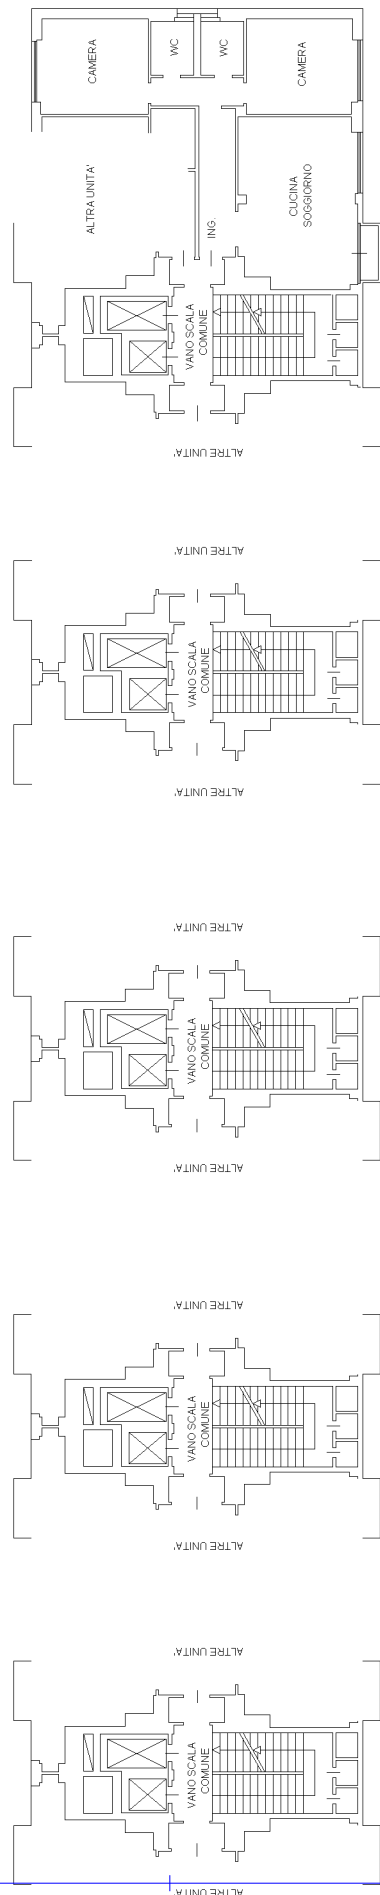 CAMERA
WC
WC
CAMERA
ALTRA UNITA'
CUCINA
SOGGIORNO
ING.
VANO SCALA
COMUNE
ALTRE UNITA'
ALTRE UNITA'
VANO SCALA
COMUNE
ALTRE UNITA'
ALTRE UNITA'
VANO SCALA
COMUNE
ALTRE UNITA'
ALTRE UNITA'
VANO SCALA
COMUNE
ALTRE UNITA'
ALTRE UNITA'
VANO SCALA
COMUNE
ALTRE UNITA'